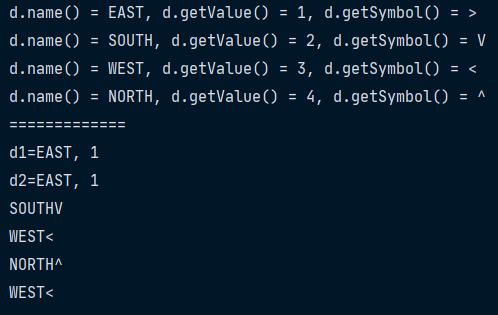 d.name() = EAST, d.getValue() = 1, d.getSymbol() = >
d.name() = SOUTH, d.getValue() = 2, d.getSymbol() = V
d.name() = WEST, d.getValue() = 3, d.getSymbol() = <
d.name() = NORTH, d.getValue() = 4, d.getSymbol() = ^
=============
d1=EAST, 1
d2=EAST, 1
SOUTHV
WEST<
NORTH^
WEST<